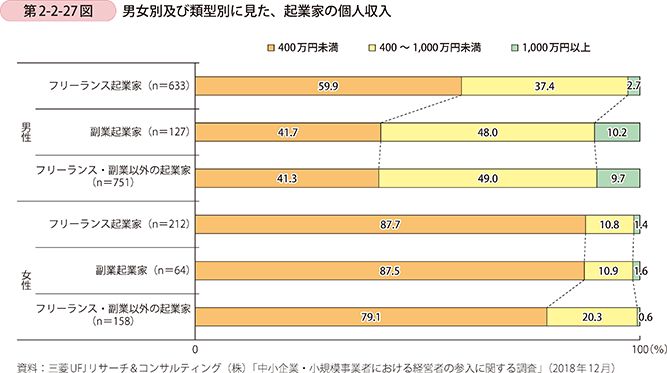 第2-2-27図 男女別及び類型別に見た、起業家の個人収入
400万円未満 400～1,000万円未満 1,000万円以上
男性
フリーランス起業家（n＝633） 59.9 37.4 2.7
副業起業家（n＝127） 41.7 48.0 10.2
フリーランス・副業以外の起業家
（n＝751） 41.3 49.0 9.7
女性
フリーランス起業家（n＝212） 87.7 10.8 1.4
副業起業家（n＝64） 87.5 10.9 1.6
フリーランス・副業以外の起業家
（n＝158） 79.1 20.3 0.6
0 100（%）
資料：三菱UFJリサーチ＆コンサルティング（株）「中小企業・小規模事業者における経営者の参入に関する調査」（2018年12月）